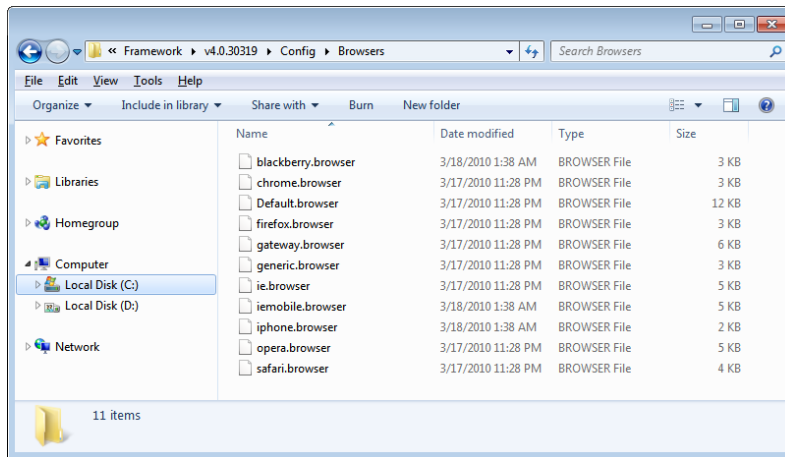 « Framework ▸ v4.0.30319 ▸ Config ▸ Browsers Search Browsers
File Edit View Tools Help
Organize Include in library Share with Burn New folder
Favorites
Libraries
Homegroup
Computer
Local Disk (C:)
Local Disk (D:)
Network
Name Date modified Type Size
blackberry.browser 3/18/2010 1:38 AM BROWSER File 3 KB
chrome.browser 3/17/2010 11:28 PM BROWSER File 3 KB
Default.browser 3/17/2010 11:28 PM BROWSER File 12 KB
firefox.browser 3/17/2010 11:28 PM BROWSER File 3 KB
gateway.browser 3/17/2010 11:28 PM BROWSER File 6 KB
generic.browser 3/17/2010 11:28 PM BROWSER File 3 KB
ie.browser 3/17/2010 11:28 PM BROWSER File 5 KB
iemobile.browser 3/18/2010 1:38 AM BROWSER File 5 KB
iphone.browser 3/18/2010 1:38 AM BROWSER File 2 KB
opera.browser 3/17/2010 11:28 PM BROWSER File 5 KB
safari.browser 3/17/2010 11:28 PM BROWSER File 4 KB
11 items